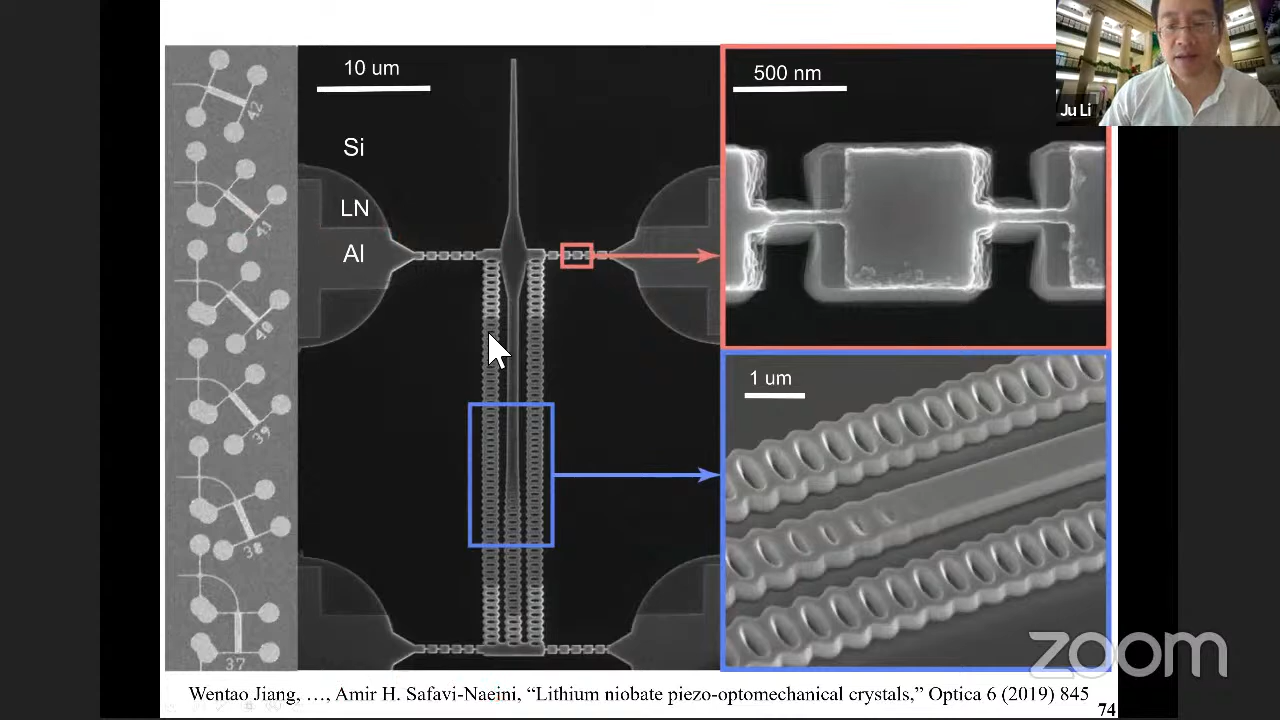 42
41
40
39
38
37
10 um
Si
LN
Al
500 nm
1 um
Ju Li
zoom
Wentao Jiang, …, Amir H. Safavi-Naeini, “Lithium niobate piezo-optomechanical crystals,” Optica 6 (2019) 845
74